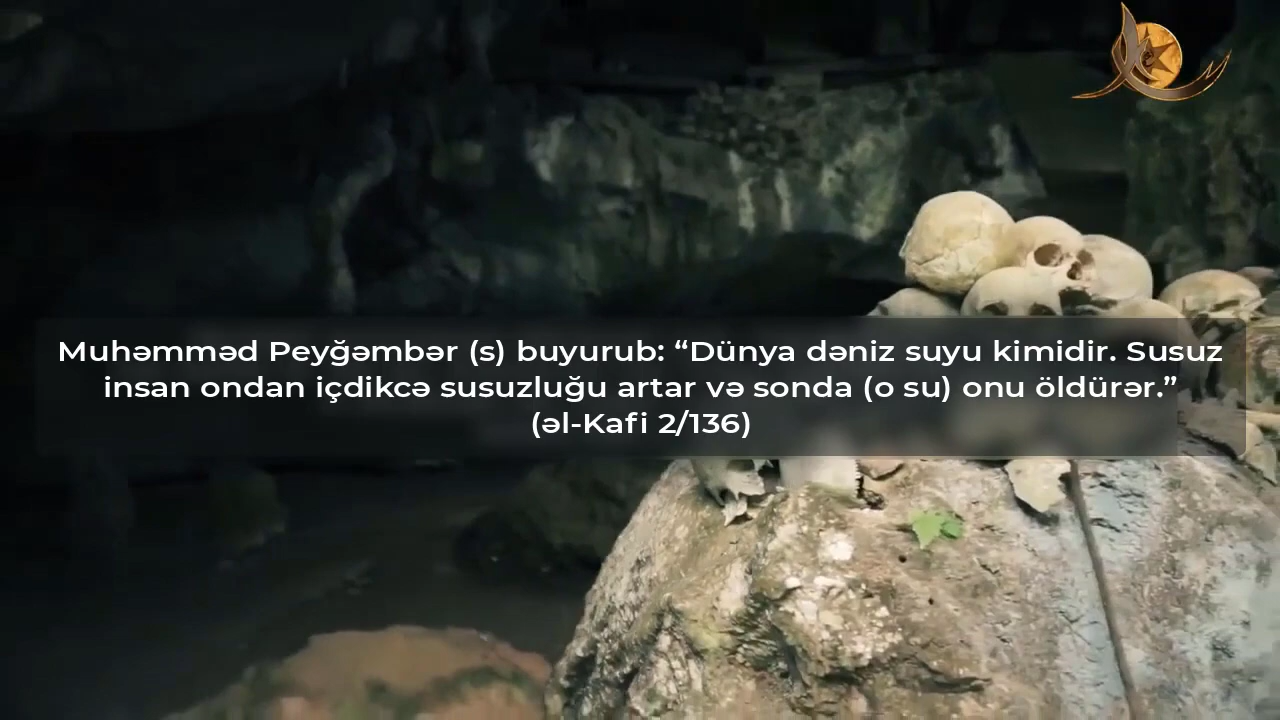 Muhəmməd Peyğəmbər (s) buyurub: “Dünya dəniz suyu kimidir. Susuz
insan ondan içdikcə susuzluğu artar və sonda (o su) onu öldürər.”
(əl-Kafi 2/136)